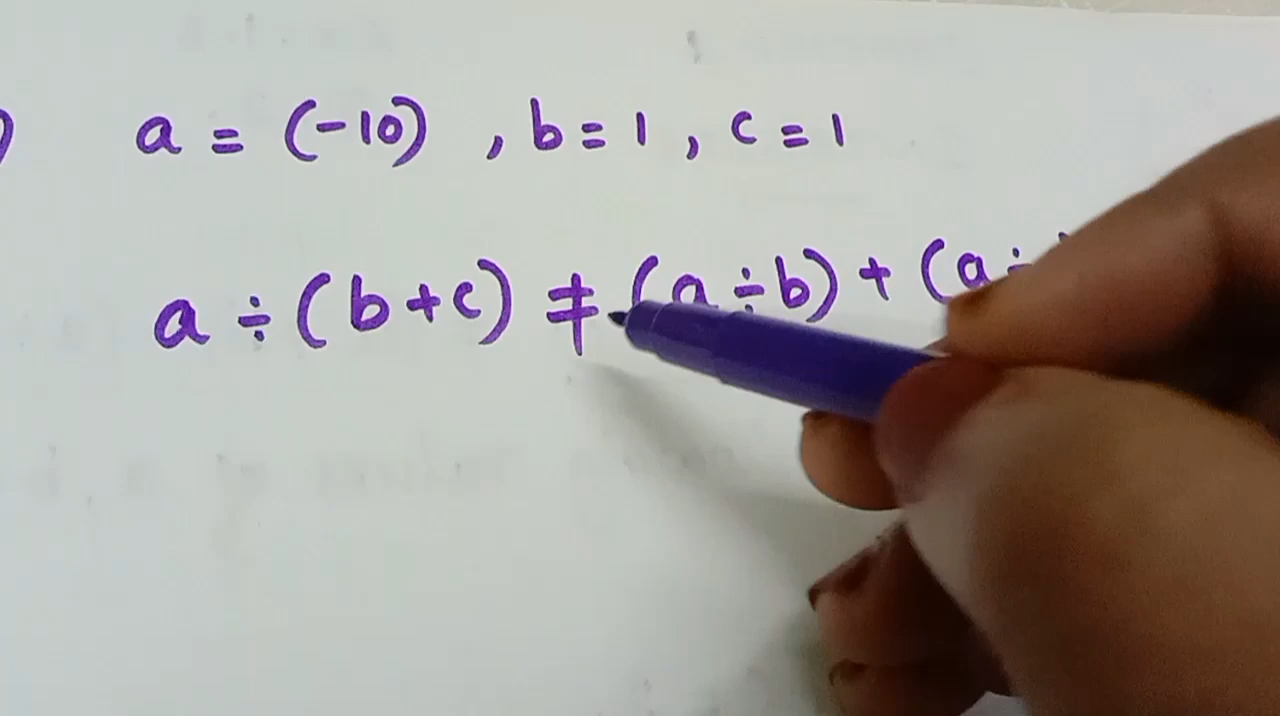 ) a = (-10) , b = 1 , c = 1
a ÷ (b + c) ≠ (a ÷ b) + (a ÷